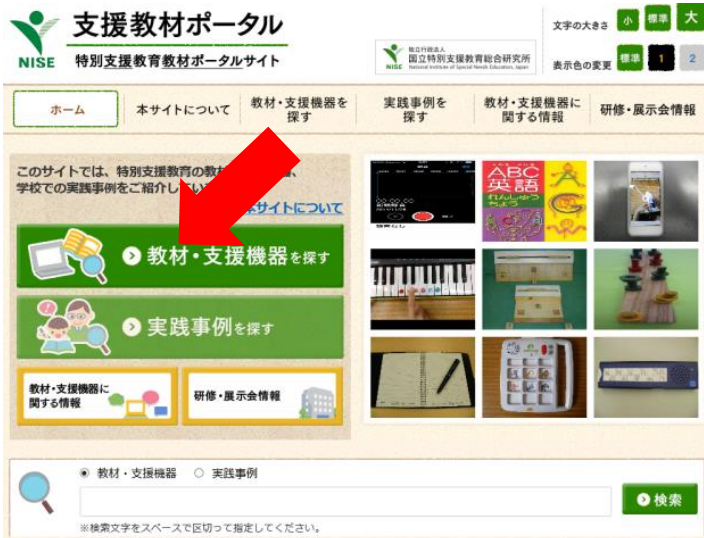 支援教材ポータル
NISE
特別支援教育教材ポータルサイト
NISE
独立行政法人
国立特別支援教育総合研究所
National Institute of Special Needs Education, Japan
文字の大きさ 小 標準 大
表示色の変更 標準 1 2
ホーム
本サイトについて
教材・支援機器を
探す
実践事例を
探す
教材・支援機器に
関する情報
研修・展示会情報
このサイトでは、特別支援教育の教材
学校での実践事例をご紹介し
本サイトについて
教材・支援機器を探す
実践事例を探す
教材・支援機器に
関する情報
研修・展示会情報
ABC
英語
れんしゅう
ちょう
教材・支援機器 実践事例
検索
※検索文字をスペースで区切って指定してください。